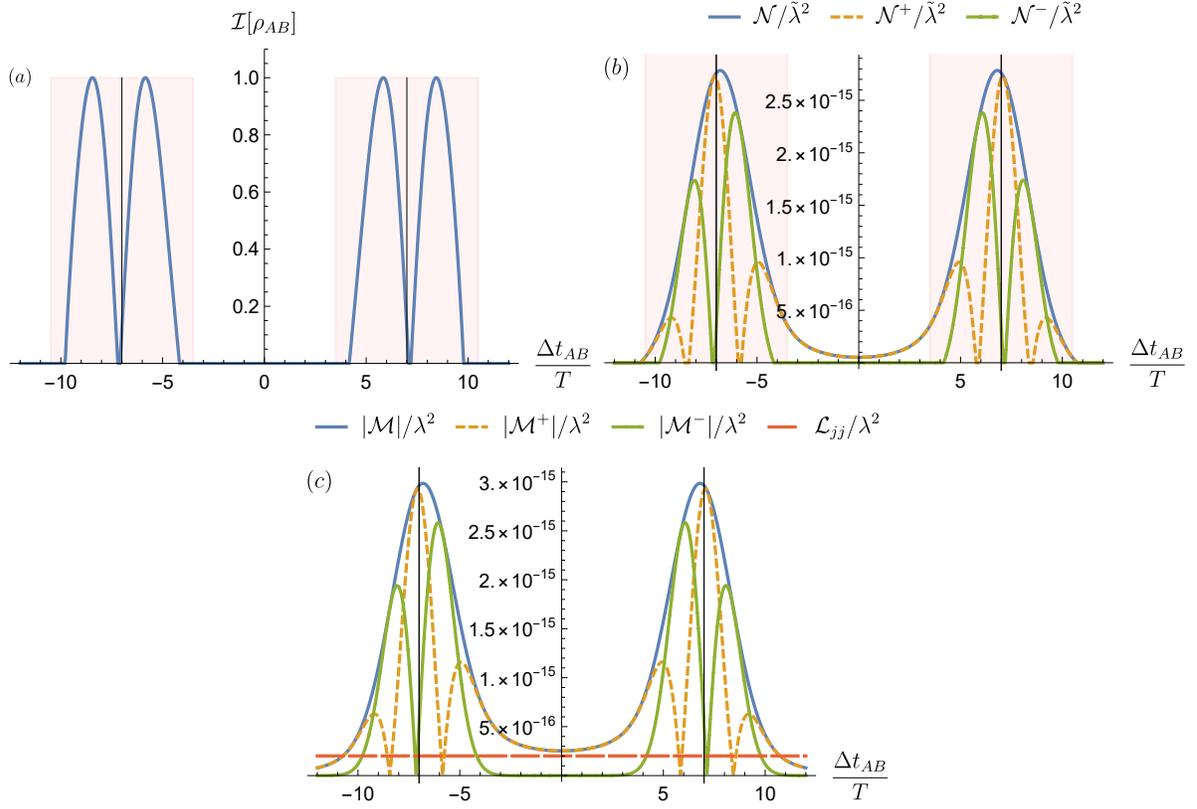 𝓘[ρ_AB]
(a)
1.0
0.8
0.6
0.4
0.2
−10 −5 0 5 10
Δt_AB
T
𝒩/λ̃² 𝒩⁺/λ̃² 𝒩⁻/λ̃²
(b)
2.5×10⁻¹⁵
2.×10⁻¹⁵
1.5×10⁻¹⁵
1.×10⁻¹⁵
5.×10⁻¹⁶
−10 −5 5 10
Δt_AB
T
|ℳ|/λ² |ℳ⁺|/λ² |ℳ⁻|/λ² ℒ_jj/λ²
(c)
3.×10⁻¹⁵
2.5×10⁻¹⁵
2.×10⁻¹⁵
1.5×10⁻¹⁵
1.×10⁻¹⁵
5.×10⁻¹⁶
−10 −5 5 10
Δt_AB
T